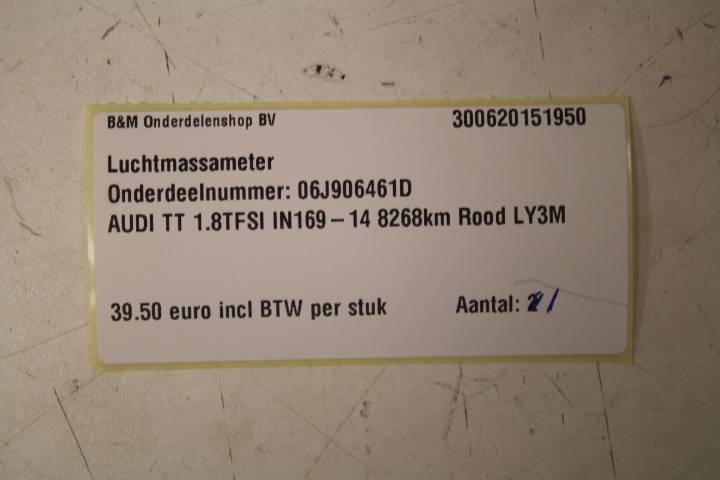 B&M Onderdelenshop BV 300620151950
Luchtmassameter
Onderdeelnummer: 06J906461D
AUDI TT 1.8TFSI IN169-14 8268km Rood LY3M
39.50 euro incl BTW per stuk Aantal: 1